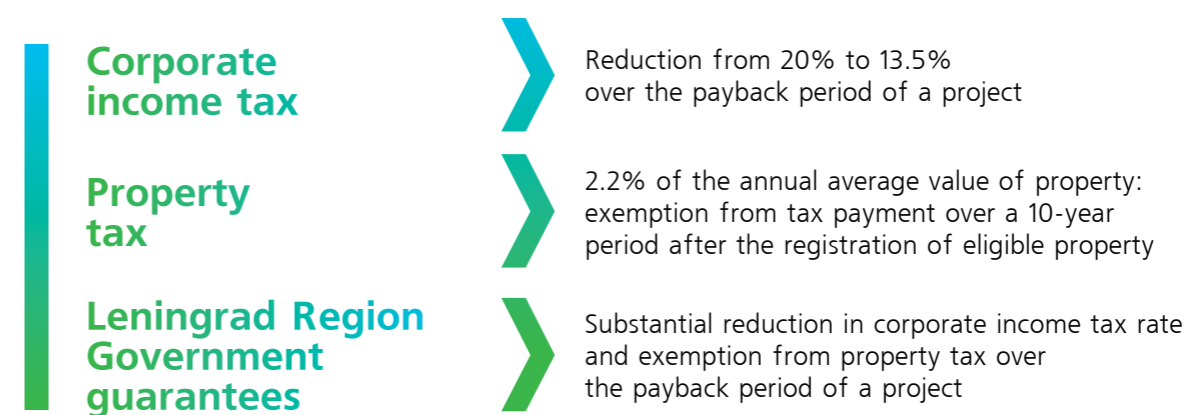 Corporate
income tax
Reduction from 20% to 13.5%
over the payback period of a project
Property
tax
2.2% of the annual average value of property:
exemption from tax payment over a 10-year
period after the registration of eligible property
Leningrad Region
Government
guarantees
Substantial reduction in corporate income tax rate
and exemption from property tax over
the payback period of a project